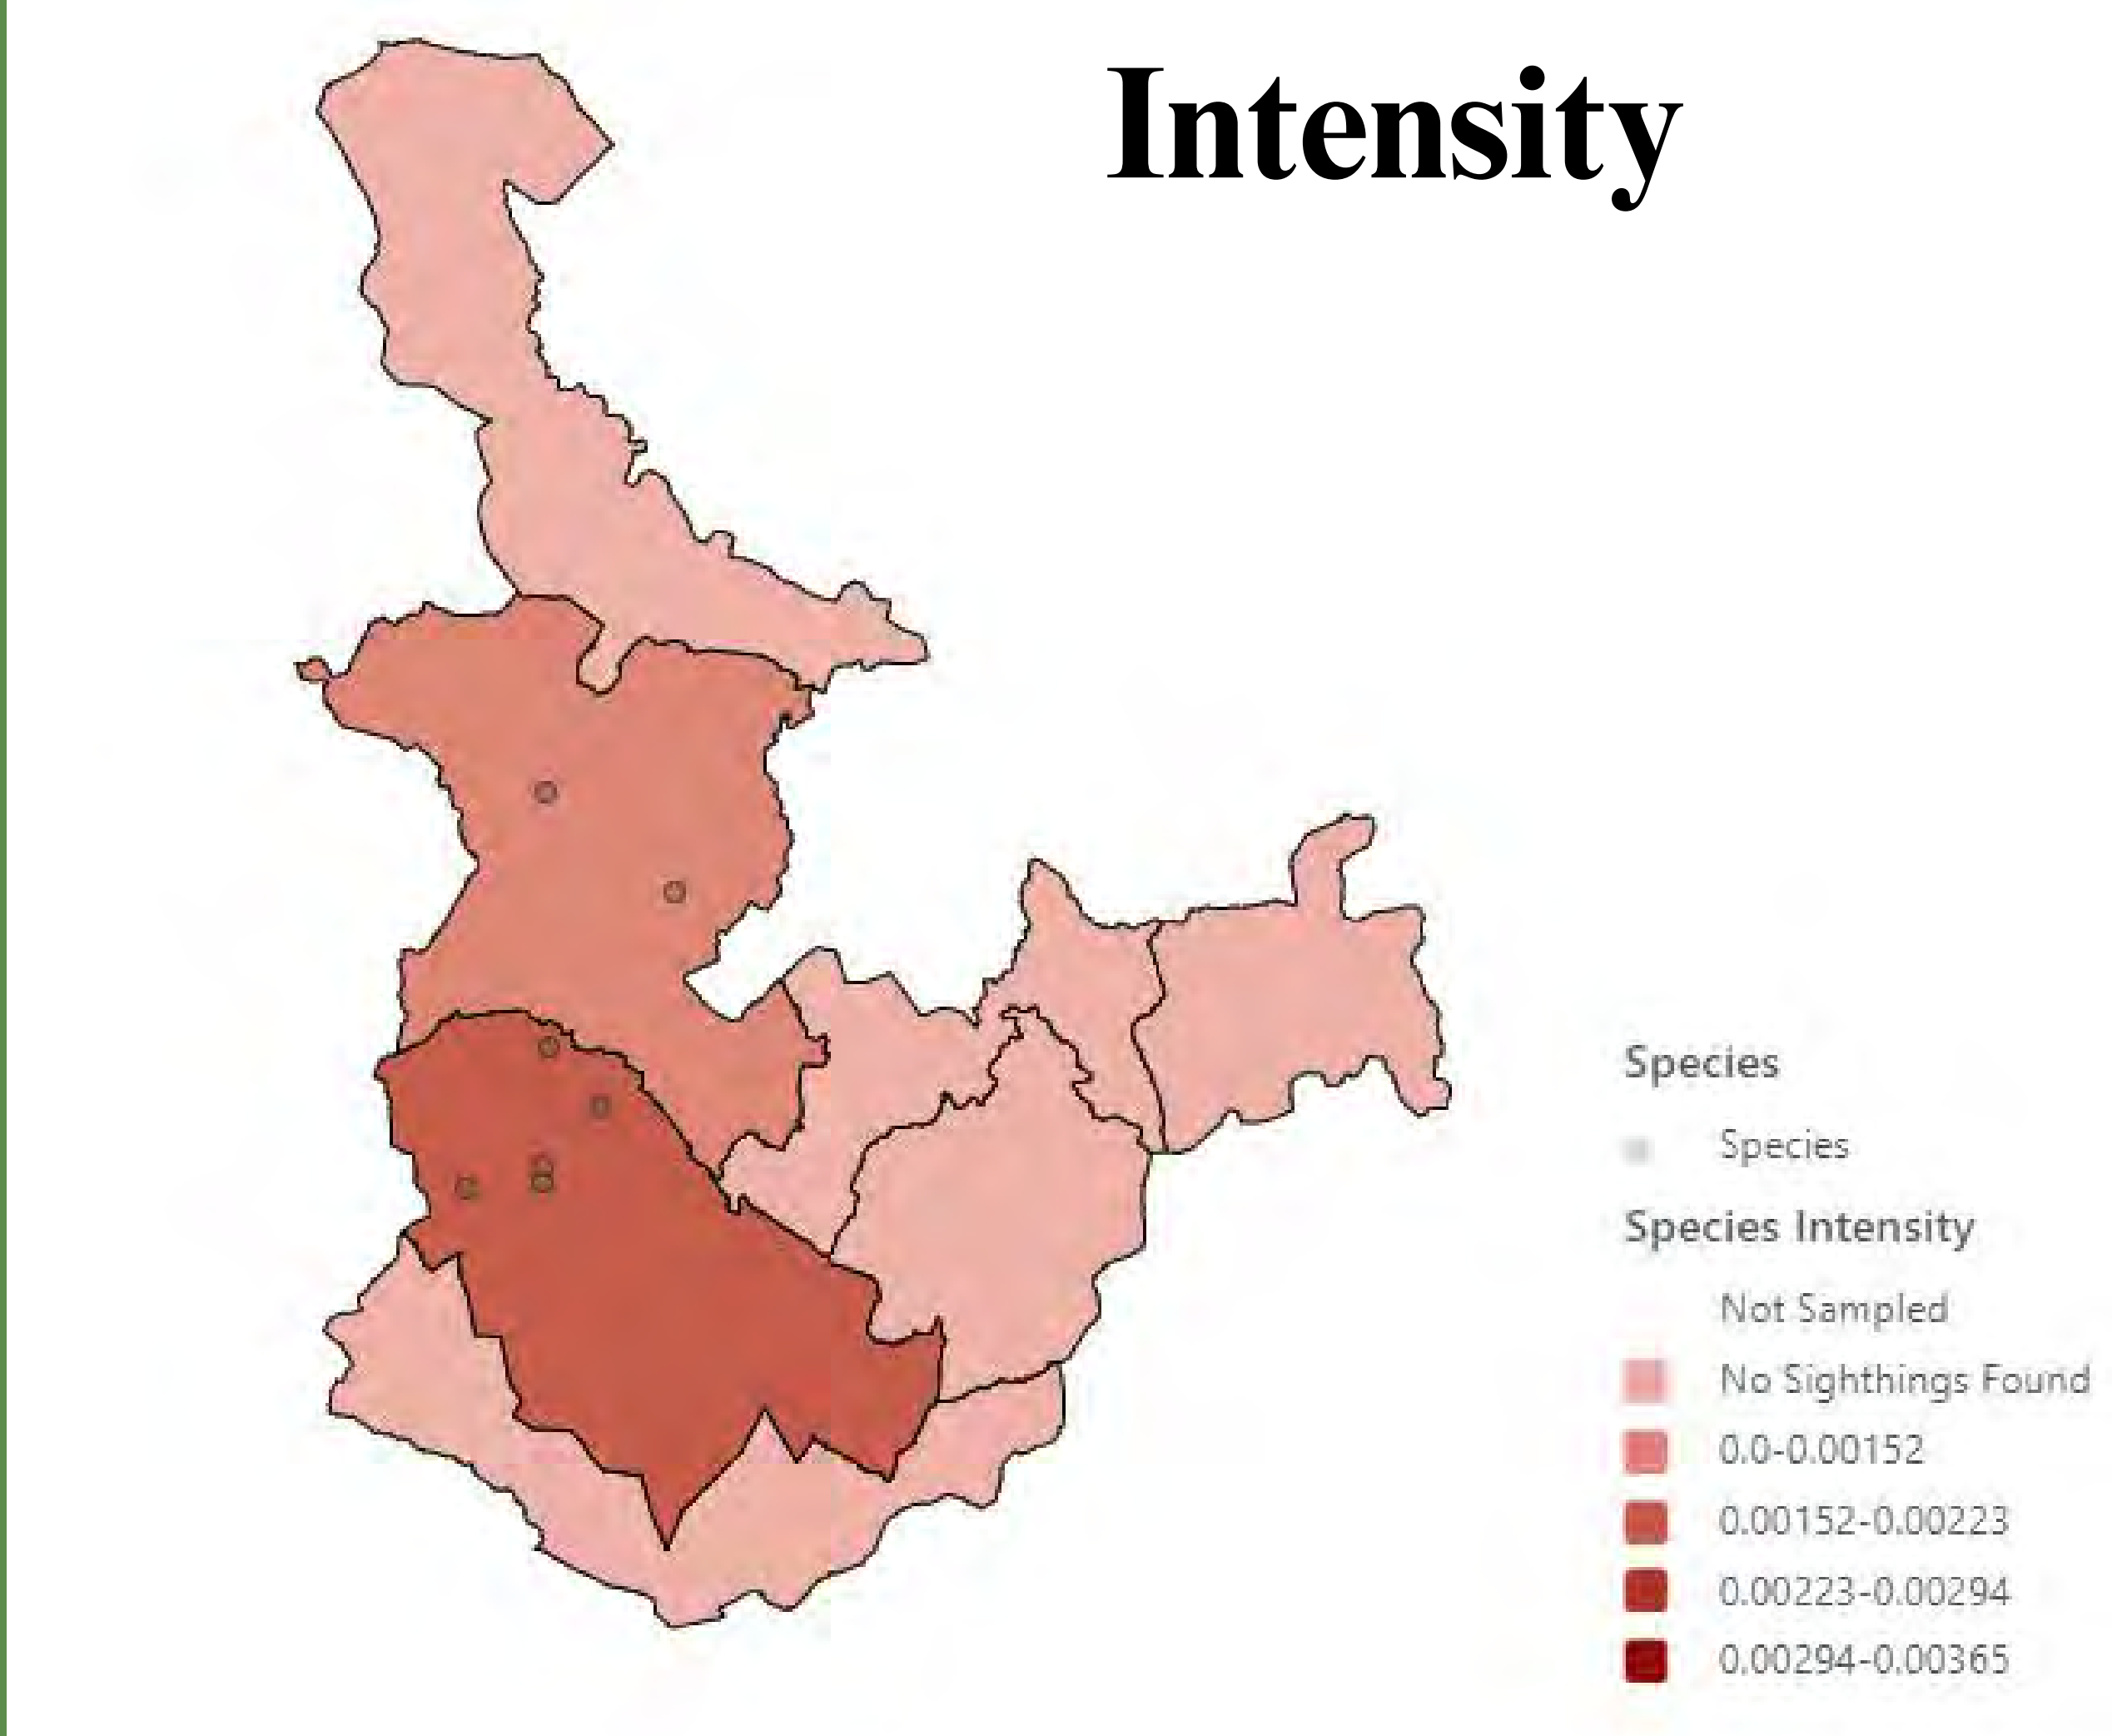 Intensity
Species
Species
Species Intensity
Not Sampled
No Sighthings Found
0.0-0.00152
0.00152-0.00223
0.00223-0.00294
0.00294-0.00365